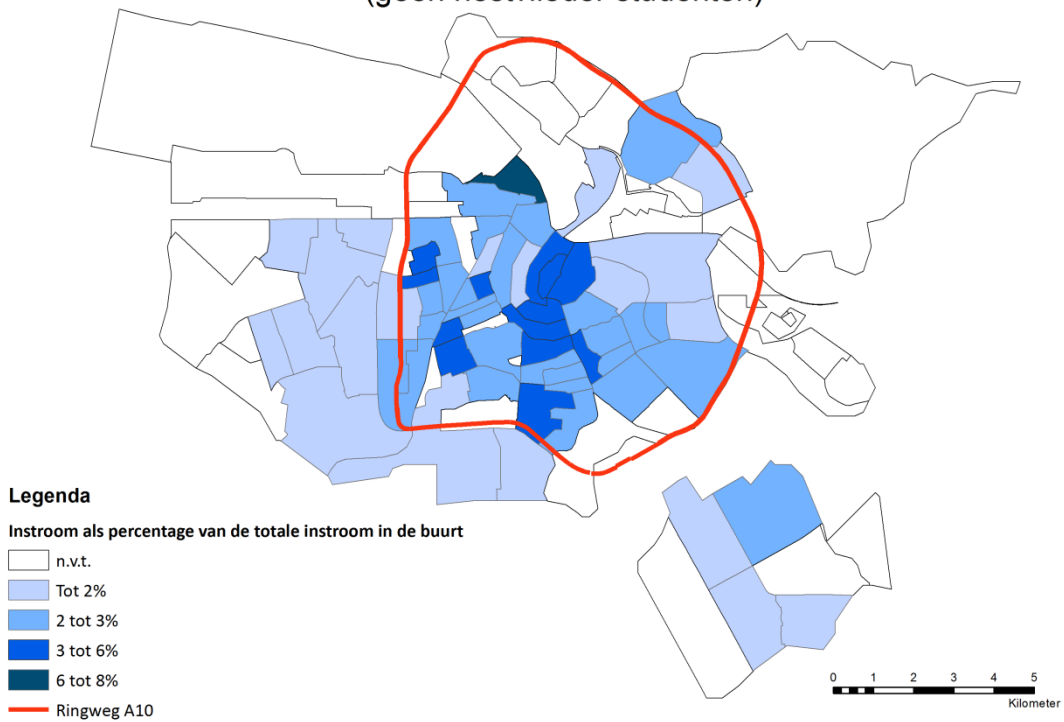 Legenda
Instroom als percentage van de totale instroom in de buurt
n.v.t.
Tot 2%
2 tot 3%
3 tot 6%
6 tot 8%
Ringweg A10
0 1 2 3 4 5
Kilometer